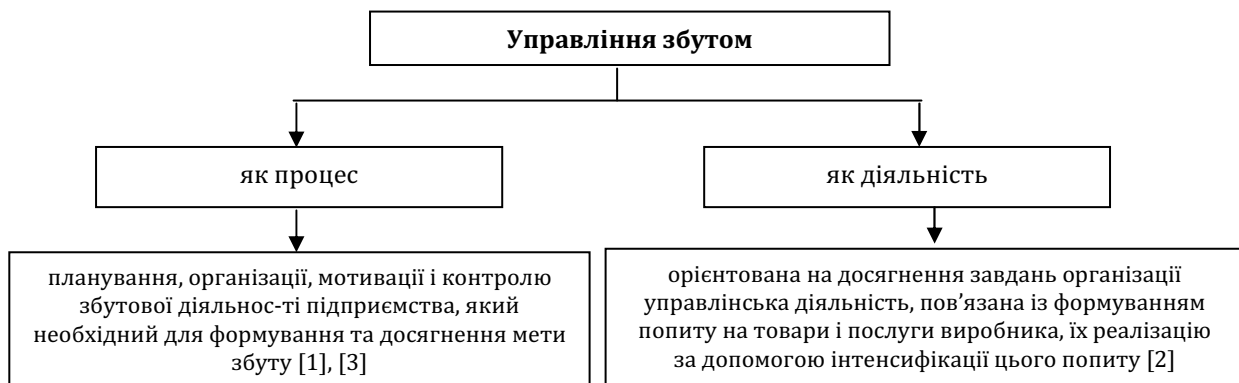 Управління збутом
як процес
як діяльність
планування, організації, мотивації і контролю
збутової діяльнос-ті підприємства, який
необхідний для формування та досягнення мети
збуту [1], [3]
орієнтована на досягнення завдань організації
управлінська діяльність, пов’язана із формуванням
попиту на товари і послуги виробника, їх реалізацію
за допомогою інтенсифікації цього попиту [2]